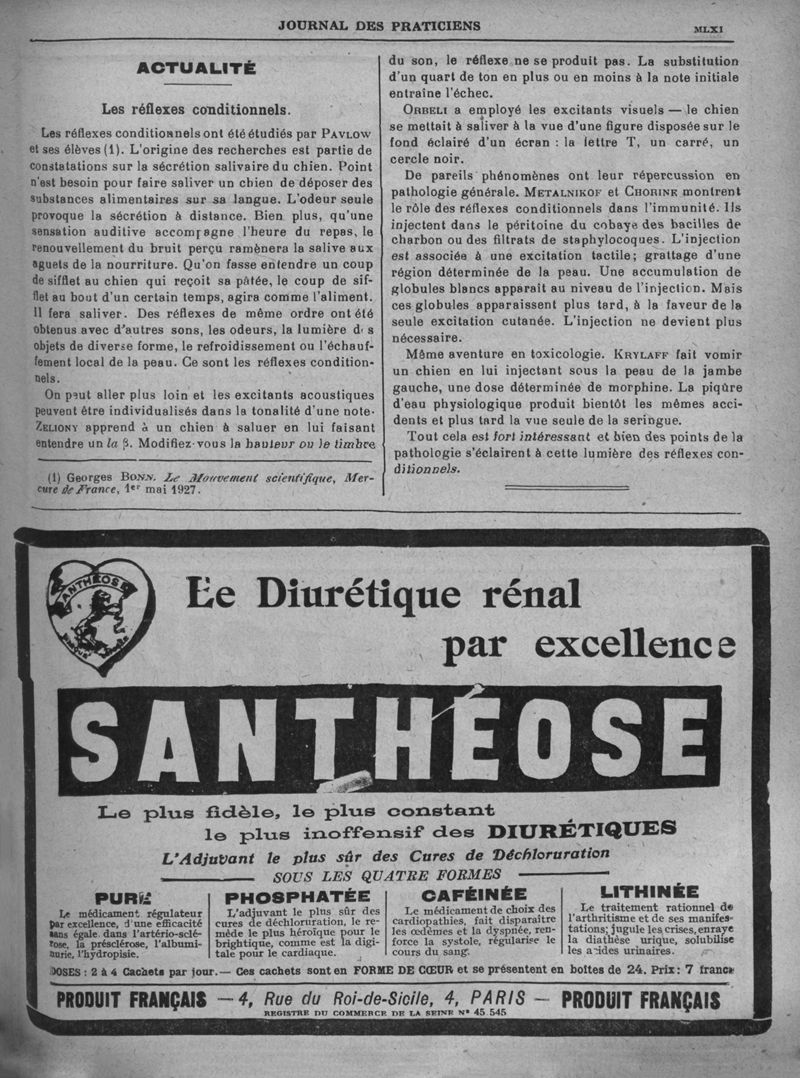 JOURNAL DES PRATICIENS
MLXI
ACTUALITÉ
Les réflexes conditionnels.
Les réflexes conditionnels ont été étudiés par PAVLOW
et ses élèves (1). L'origine des recherches est partie de
constatations sur la sécrétion salivaire du chien. Point
n'est besoin pour faire saliver un chien de déposer des
substances alimentaires sur sa langue. L'odeur seule
provoque la sécrétion à distance. Bien plus, qu'une
sensation auditive accompagne l'heure du repas, le
renouvellement du bruit perçu ramènera la salive aux
aguets de la nourriture. Qu'on fasse entendre un coup
de sifflet au chien qui reçoit sa pâtée, le coup de sif-
flet au bout d'un certain temps, agira comme l'aliment.
Il fera saliver. Des réflexes de même ordre ont été
obtenus avec d'autres sons, les odeurs, la lumière d s
objets de diverse forme, le refroidissement ou l'échauf-
fement local de la peau. Ce sont les réflexes condition-
nels.
On peut aller plus loin et les excitants acoustiques
peuvent être individualisés dans la tonalité d'une note.
ZELIONY apprend à un chien à saluer en lui faisant
entendre un la β. Modifiez-vous la hauteur ou le timbre
(1) Georges BONN. Le Mouvement scientifique, Mer-
cure de France, 1er mai 1927.
du son, le réflexe ne se produit pas. La substitution
d'un quart de ton en plus ou en moins à la note initiale
entraîne l'échec.
ORBELI a employé les excitants visuels — le chien
se mettait à saliver à la vue d'une figure disposée sur le
fond éclairé d'un écran : la lettre T, un carré, un
cercle noir.
De pareils phénomènes ont leur répercussion en
pathologie générale. METALNIKOF et CHORINE montrent
le rôle des réflexes conditionnels dans l'immunité. Ils
injectent dans le péritoine du cobaye des bacilles de
charbon ou des filtrats de staphylocoques. L'injection
est associée à une excitation tactile; grattage d'une
région déterminée de la peau. Une accumulation de
globules blancs apparait au niveau de l'injection. Mais
ces globules apparaissent plus tard, à la faveur de la
seule excitation cutanée. L'injection ne devient plus
nécessaire.
Même aventure en toxicologie. KRYLAFF fait vomir
un chien en lui injectant sous la peau de la jambe
gauche, une dose déterminée de morphine. La piqûre
d'eau physiologique produit bientôt les mêmes acci-
dents et plus tard la vue seule de la seringue.
Tout cela est fort intéressant et bien des points de la
pathologie s'éclairent à cette lumière des réflexes con-
ditionnels.
SANTHÉOSE
Le Diurétique rénal
par excellence
SANTHÉOSE
Le plus fidèle, le plus constant
le plus inoffensif des DIURÉTIQUES
L'Adjuvant le plus sûr des Cures de Déchloruration
SOUS LES QUATRE FORMES
PURE
Le médicament régulateur
par excellence, d'une efficacité
sans égale dans l'artério-sclé-
rose, la présclérose, l'albumi-
nurie, l'hydropisie.
PHOSPHATÉE
L'adjuvant le plus sûr des
cures de déchloruration, le re-
mède le plus héroïque pour le
brightique, comme est la digi-
tale pour le cardiaque.
CAFÉINÉE
Le médicament de choix des
cardiopathies, fait disparaître
les œdèmes et la dyspnée, ren-
force la systole, régularise le
cours du sang.
LITHINÉE
Le traitement rationnel de
l'arthritisme et de ses manifes-
tations; jugule les crises, enraye
la diathèse urique, solubilise
les acides urinaires.
DOSES : 2 à 4 Cachets par jour. — Ces cachets sont en FORME DE CŒUR et se présentent en boîtes de 24. Prix : 7 francs
PRODUIT FRANÇAIS — 4, Rue du Roi-de-Sicile, 4, PARIS — PRODUIT FRANÇAIS
REGISTRE DU COMMERCE DE LA SEINE N° 45.545